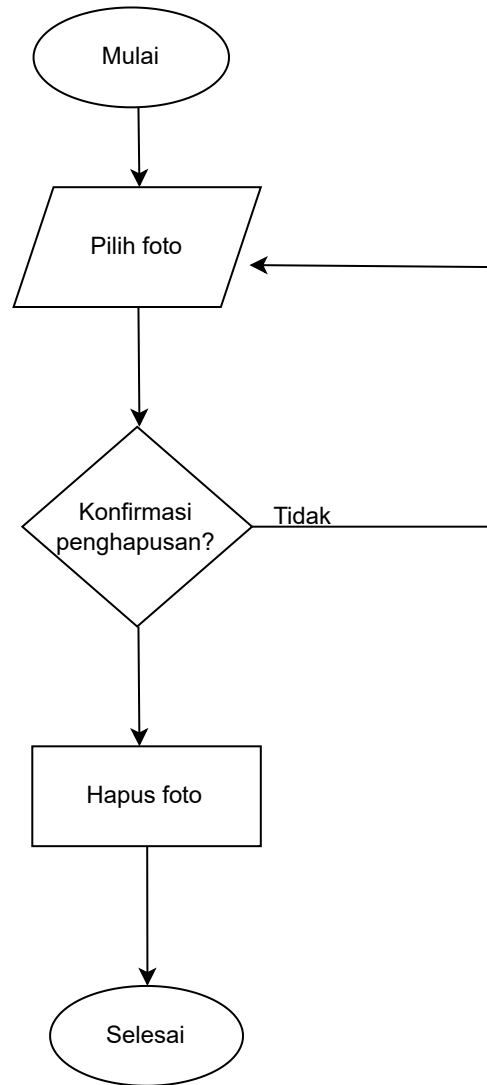 Mulai
Pilih foto
Konfirmasi
penghapusan?
Tidak
Hapus foto
Selesai